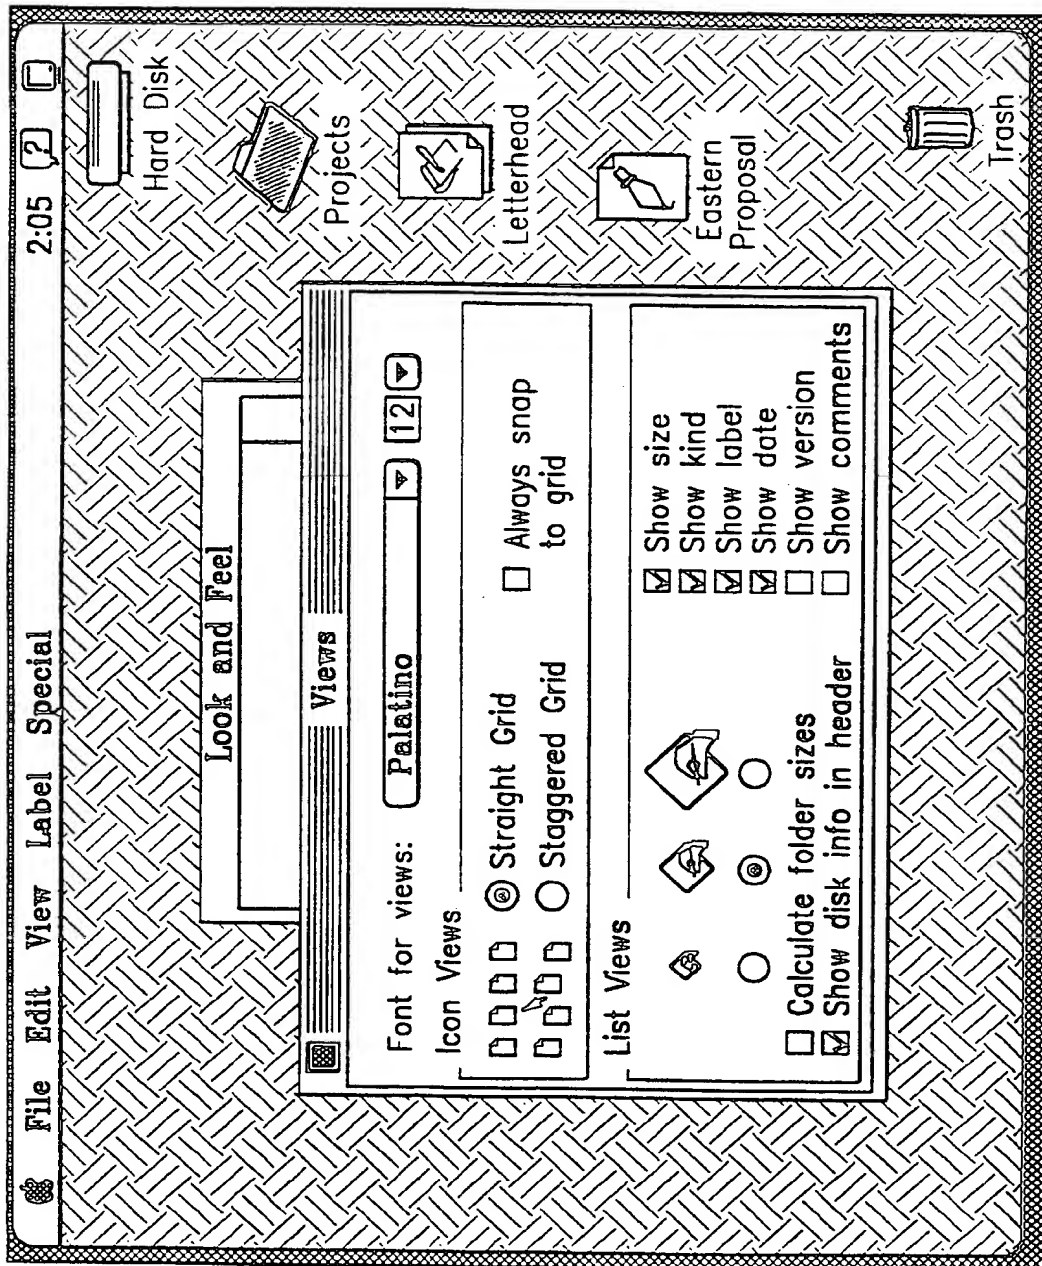 File Edit View Label Special 2:05 ?
Hard Disk
Projects
Letterhead
Eastern
Proposal
Trash
Look and Feel
Views
Font for views: Palatino 12
Icon Views
Straight Grid
Staggered Grid
Always snap
to grid
List Views
Calculate folder sizes
Show disk info in header
Show size
Show kind
Show label
Show date
Show version
Show comments